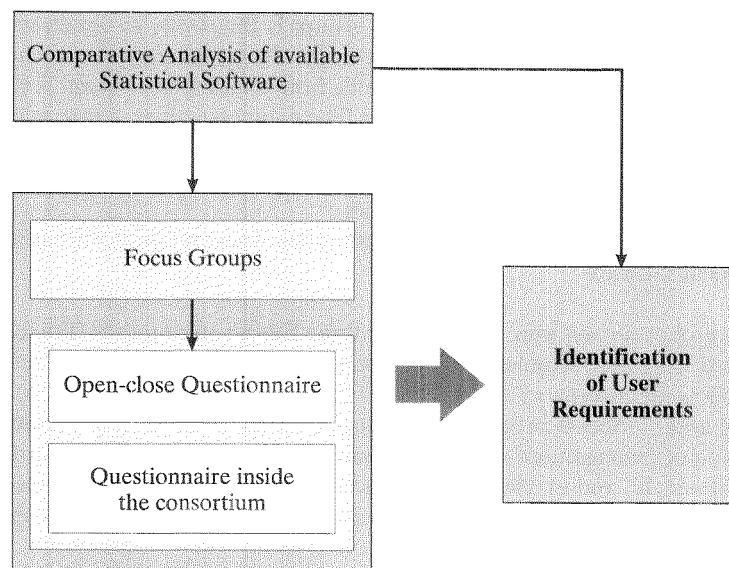 Comparative Analysis of available
Statistical Software
Focus Groups
Open-close Questionnaire
Questionnaire inside
the consortium
Identification
of User
Requirements